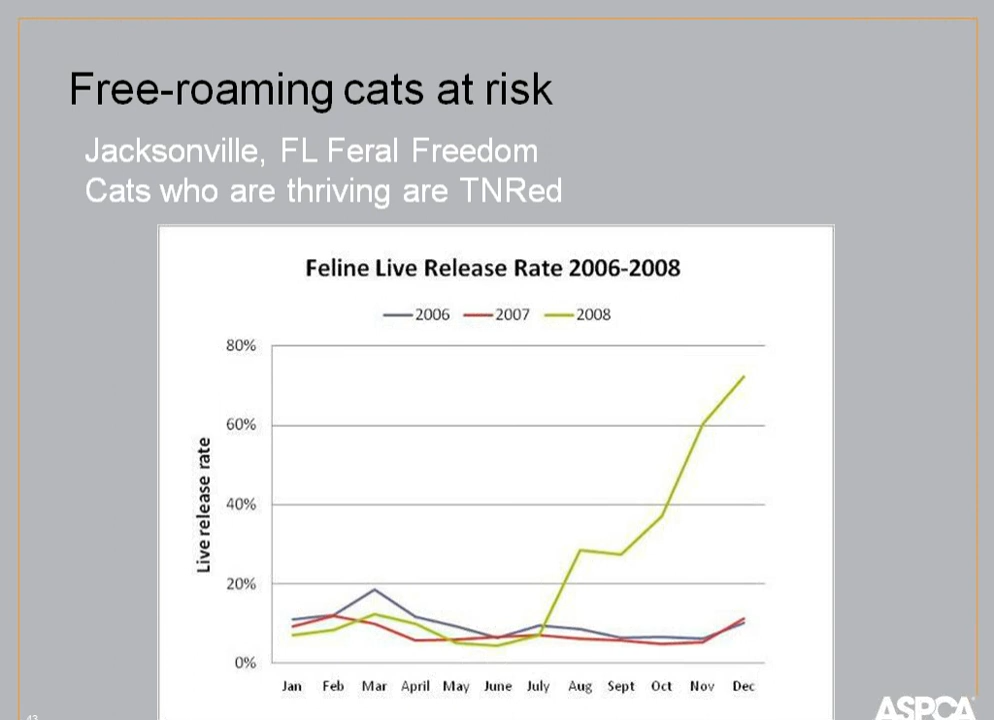 Free-roaming cats at risk
Jacksonville, FL Feral Freedom
Cats who are thriving are TNRed
Feline Live Release Rate 2006-2008
2006 2007 2008
80%
60%
40%
20%
0%
Live release rate
Jan Feb Mar April May June July Aug Sept Oct Nov Dec
43
ASPCA